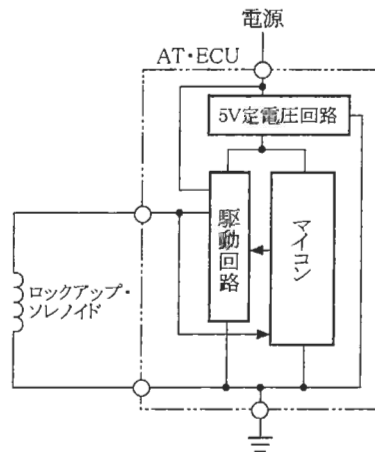 電源
AT・ECU
5V定電圧回路
駆動回路
マイコン
ロックアップ・
ソレノイド